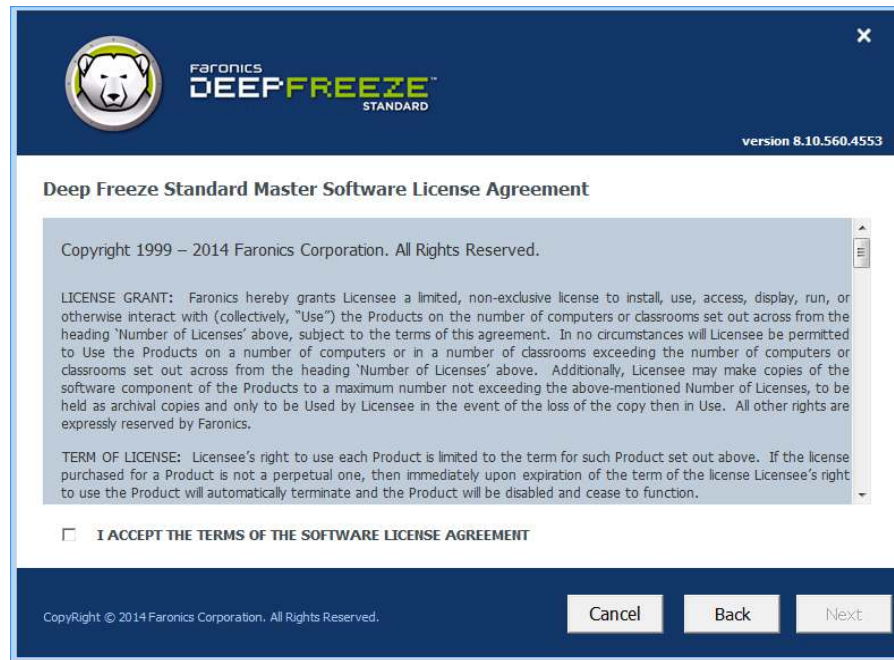 Faronics
DEEPFREEZE™
STANDARD
version 8.10.560.4553
Deep Freeze Standard Master Software License Agreement
Copyright 1999 – 2014 Faronics Corporation. All Rights Reserved.
LICENSE GRANT: Faronics hereby grants Licensee a limited, non-exclusive license to install, use, access, display, run, or
otherwise interact with (collectively, “Use”) the Products on the number of computers or classrooms set out across from the
heading ‘Number of Licenses’ above, subject to the terms of this agreement. In no circumstances will Licensee be permitted
to Use the Products on a number of computers or in a number of classrooms exceeding the number of computers or
classrooms set out across from the heading ‘Number of Licenses’ above. Additionally, Licensee may make copies of the
software component of the Products to a maximum number not exceeding the above-mentioned Number of Licenses, to be
held as archival copies and only to be Used by Licensee in the event of the loss of the copy then in Use. All other rights are
expressly reserved by Faronics.
TERM OF LICENSE: Licensee’s right to use each Product is limited to the term for such Product set out above. If the license
purchased for a Product is not a perpetual one, then immediately upon expiration of the term of the license Licensee’s right
to use the Product will automatically terminate and the Product will be disabled and cease to function.
I ACCEPT THE TERMS OF THE SOFTWARE LICENSE AGREEMENT
CopyRight © 2014 Faronics Corporation. All Rights Reserved.
Cancel
Back
Next